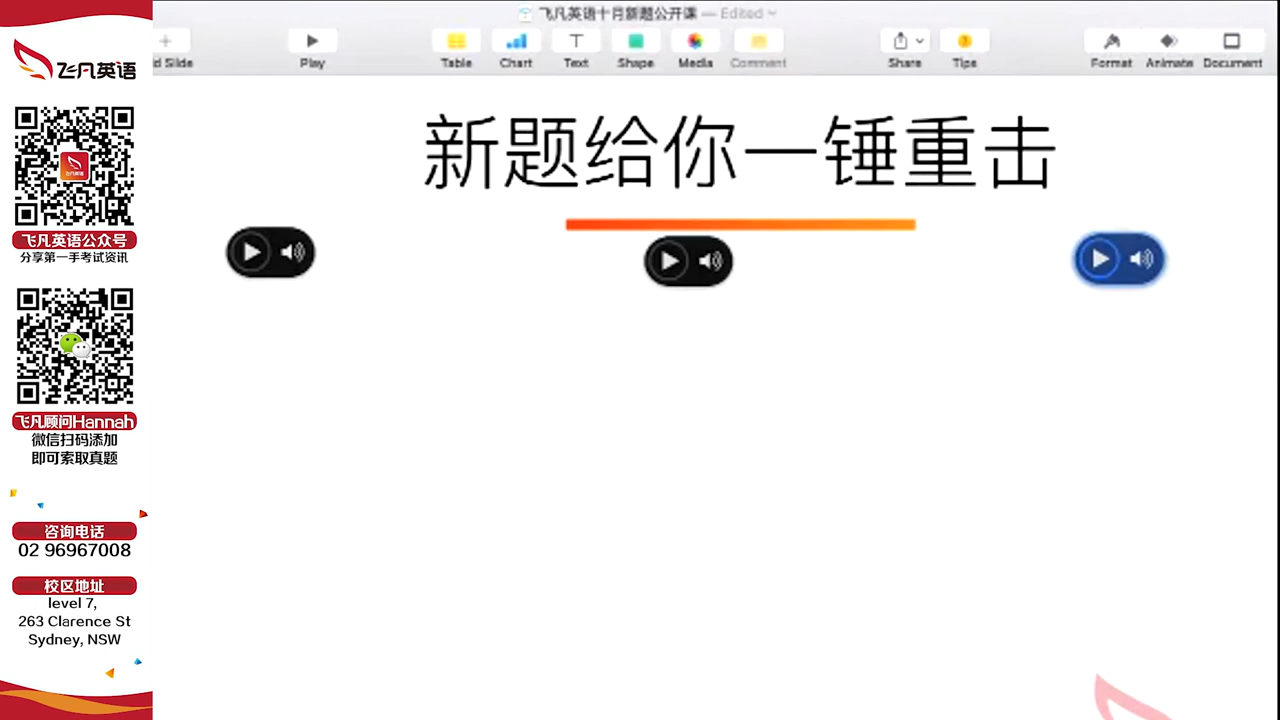 飞凡英语
飞凡英语公众号
分享第一手考试资讯
飞凡顾问Hannah
微信扫码添加
即可索取真题
咨询电话
02 96967008
校区地址
level 7,
263 Clarence St
Sydney, NSW
飞凡英语十月新题公开课 — Edited
d Slide
Play
Table
Chart
Text
Shape
Media
Comment
Share
Tips
Format
Animate
Document
新题给你一锤重击